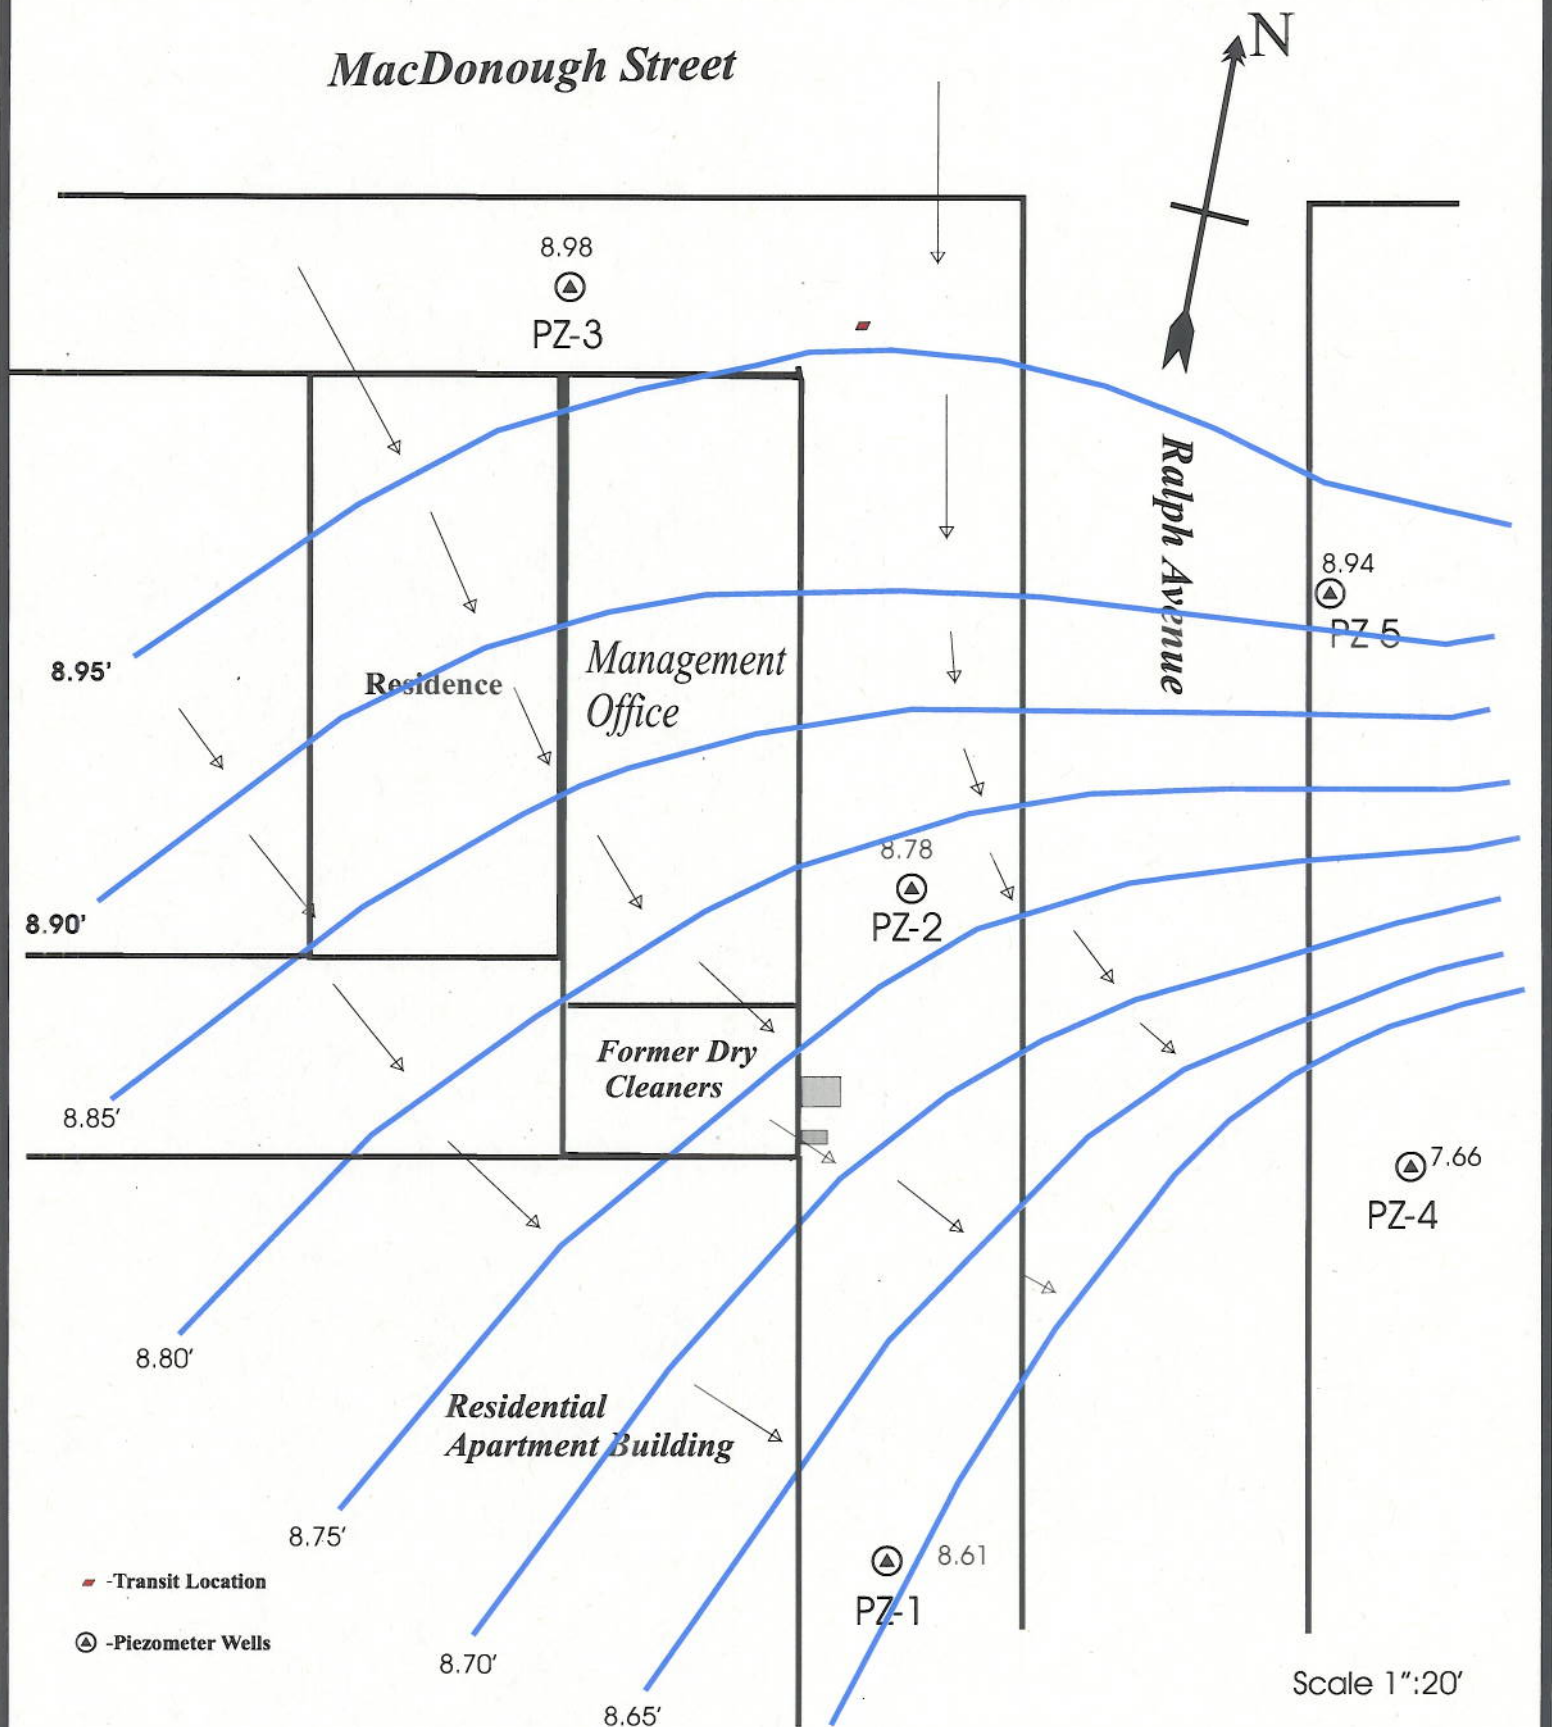 MacDonough Street
N
8.98
PZ-3
Ralph Avenue
8.94
PZ-5
8.95'
Residence
Management
Office
8.90'
8.78
PZ-2
Former Dry
Cleaners
8.85'
7.66
PZ-4
8.80'
Residential
Apartment Building
8.75'
8.61
PZ-1
-Transit Location
-Piezometer Wells
8.70'
8.65'
Scale 1":20'